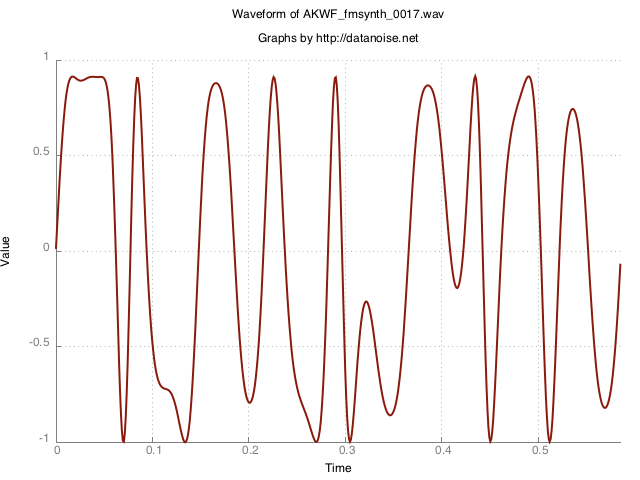 Waveform of AKWF_fmsynth_0017.wav
Graphs by http://datanoise.net
1
0.5
0
-0.5
-1
Value
0 0.1 0.2 0.3 0.4 0.5
Time